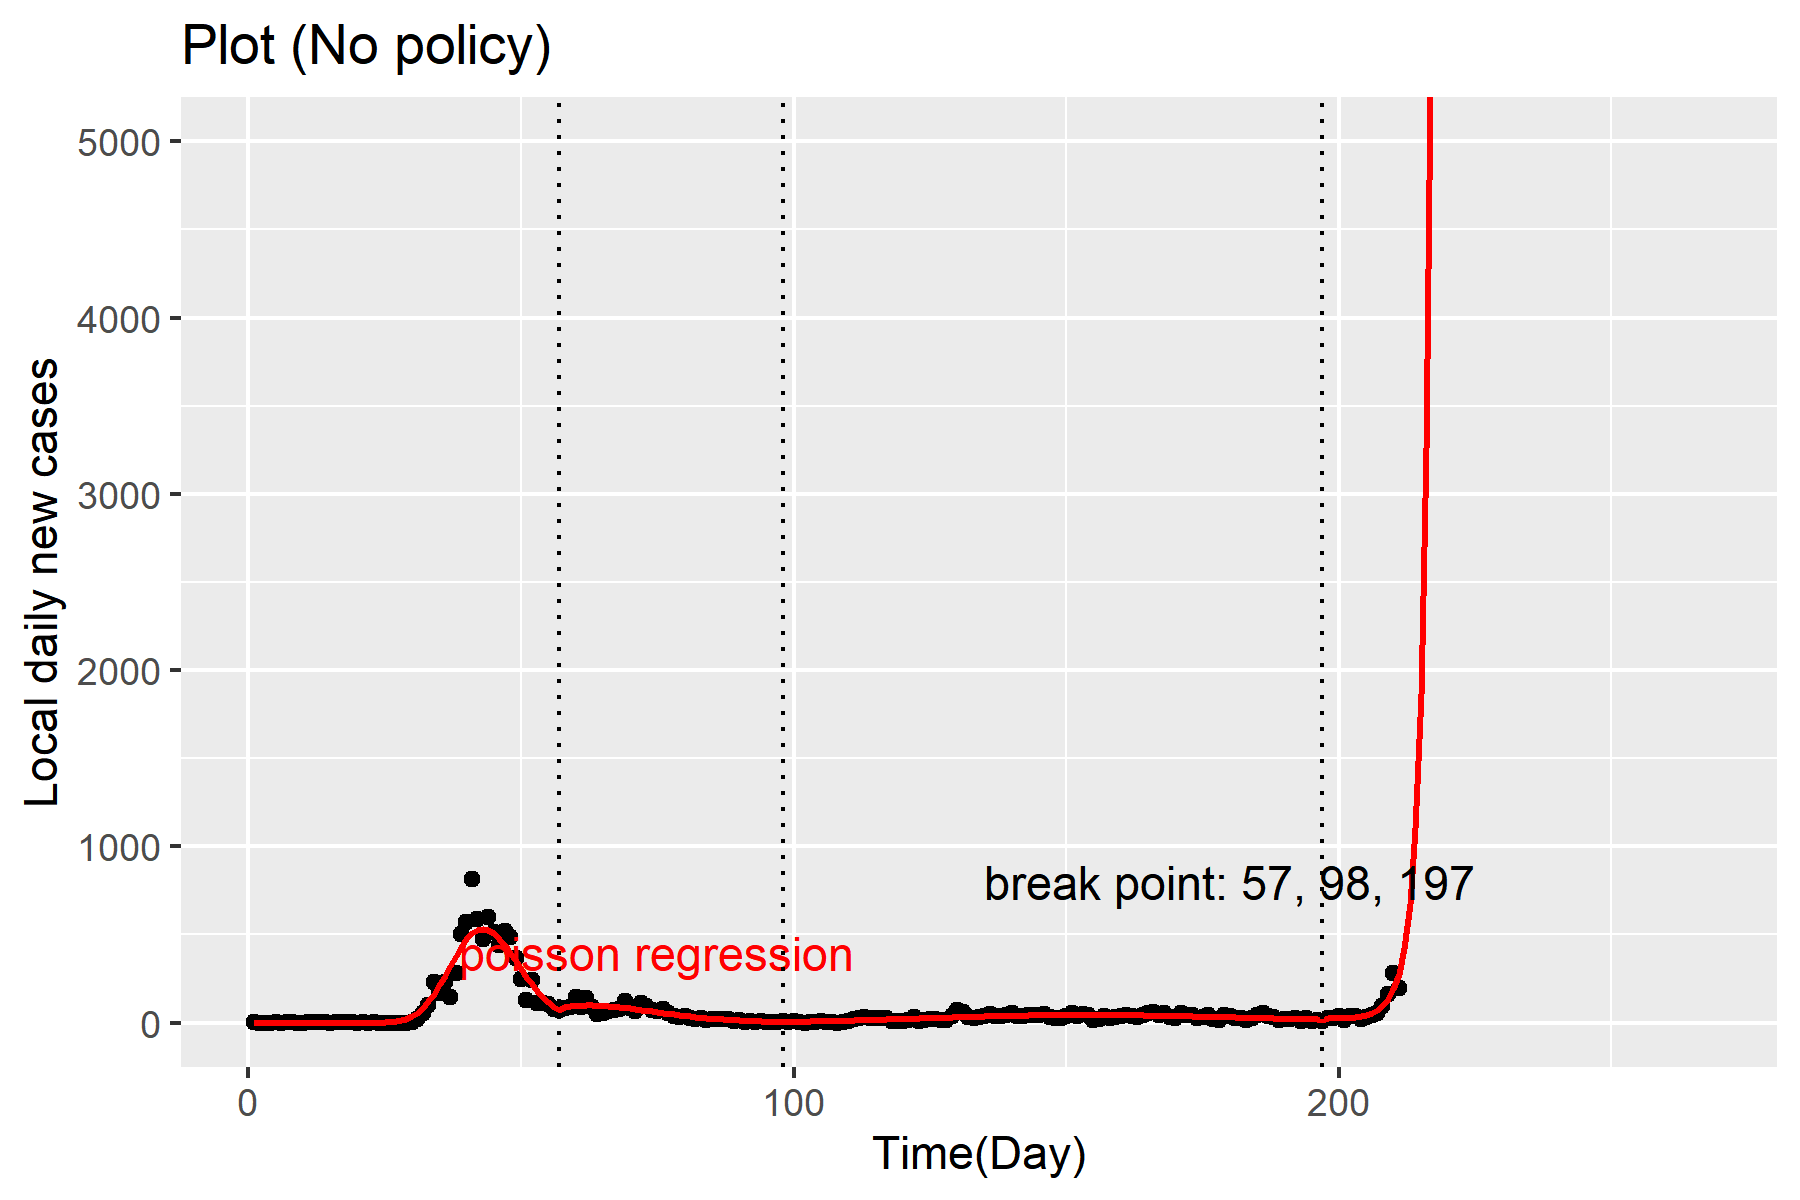 Plot (No policy)
Local daily new cases
5000
4000
3000
2000
1000
0
break point: 57, 98, 197
poisson regression
0
100
200
Time(Day)